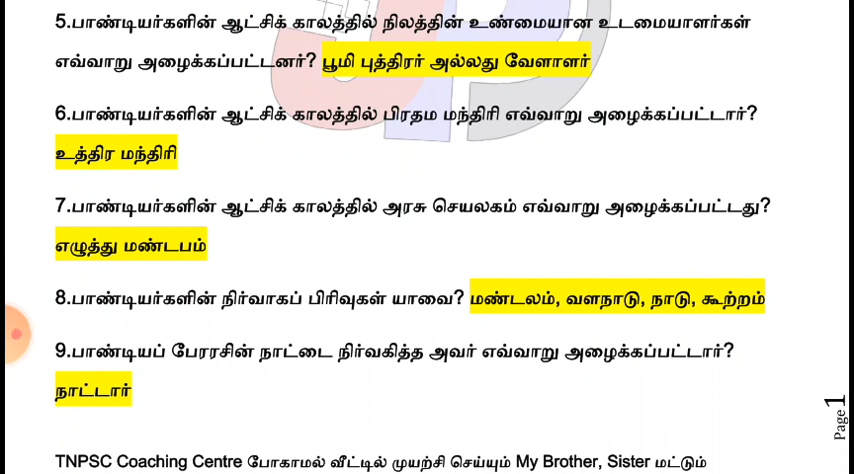 5.பாண்டியர்களின் ஆட்சிக் காலத்தில் நிலத்தின் உண்மையான உடமையாளர்கள்
எவ்வாறு அழைக்கப்பட்டனர்? பூமி புத்திரர் அல்லது வேளாளர்
6.பாண்டியர்களின் ஆட்சிக் காலத்தில் பிரதம மந்திரி எவ்வாறு அழைக்கப்பட்டார்?
உத்திர மந்திரி
7.பாண்டியர்களின் ஆட்சிக் காலத்தில் அரசு செயலகம் எவ்வாறு அழைக்கப்பட்டது?
எழுத்து மண்டபம்
8.பாண்டியர்களின் நிர்வாகப் பிரிவுகள் யாவை? மண்டலம், வளநாடு, நாடு, கூற்றம்
9.பாண்டியப் பேரரசின் நாட்டை நிர்வகித்த அவர் எவ்வாறு அழைக்கப்பட்டார்?
நாட்டார்
Page 1
TNPSC Coaching Centre போகாமல் வீட்டில் முயற்சி செய்யும் My Brother, Sister மட்டும்